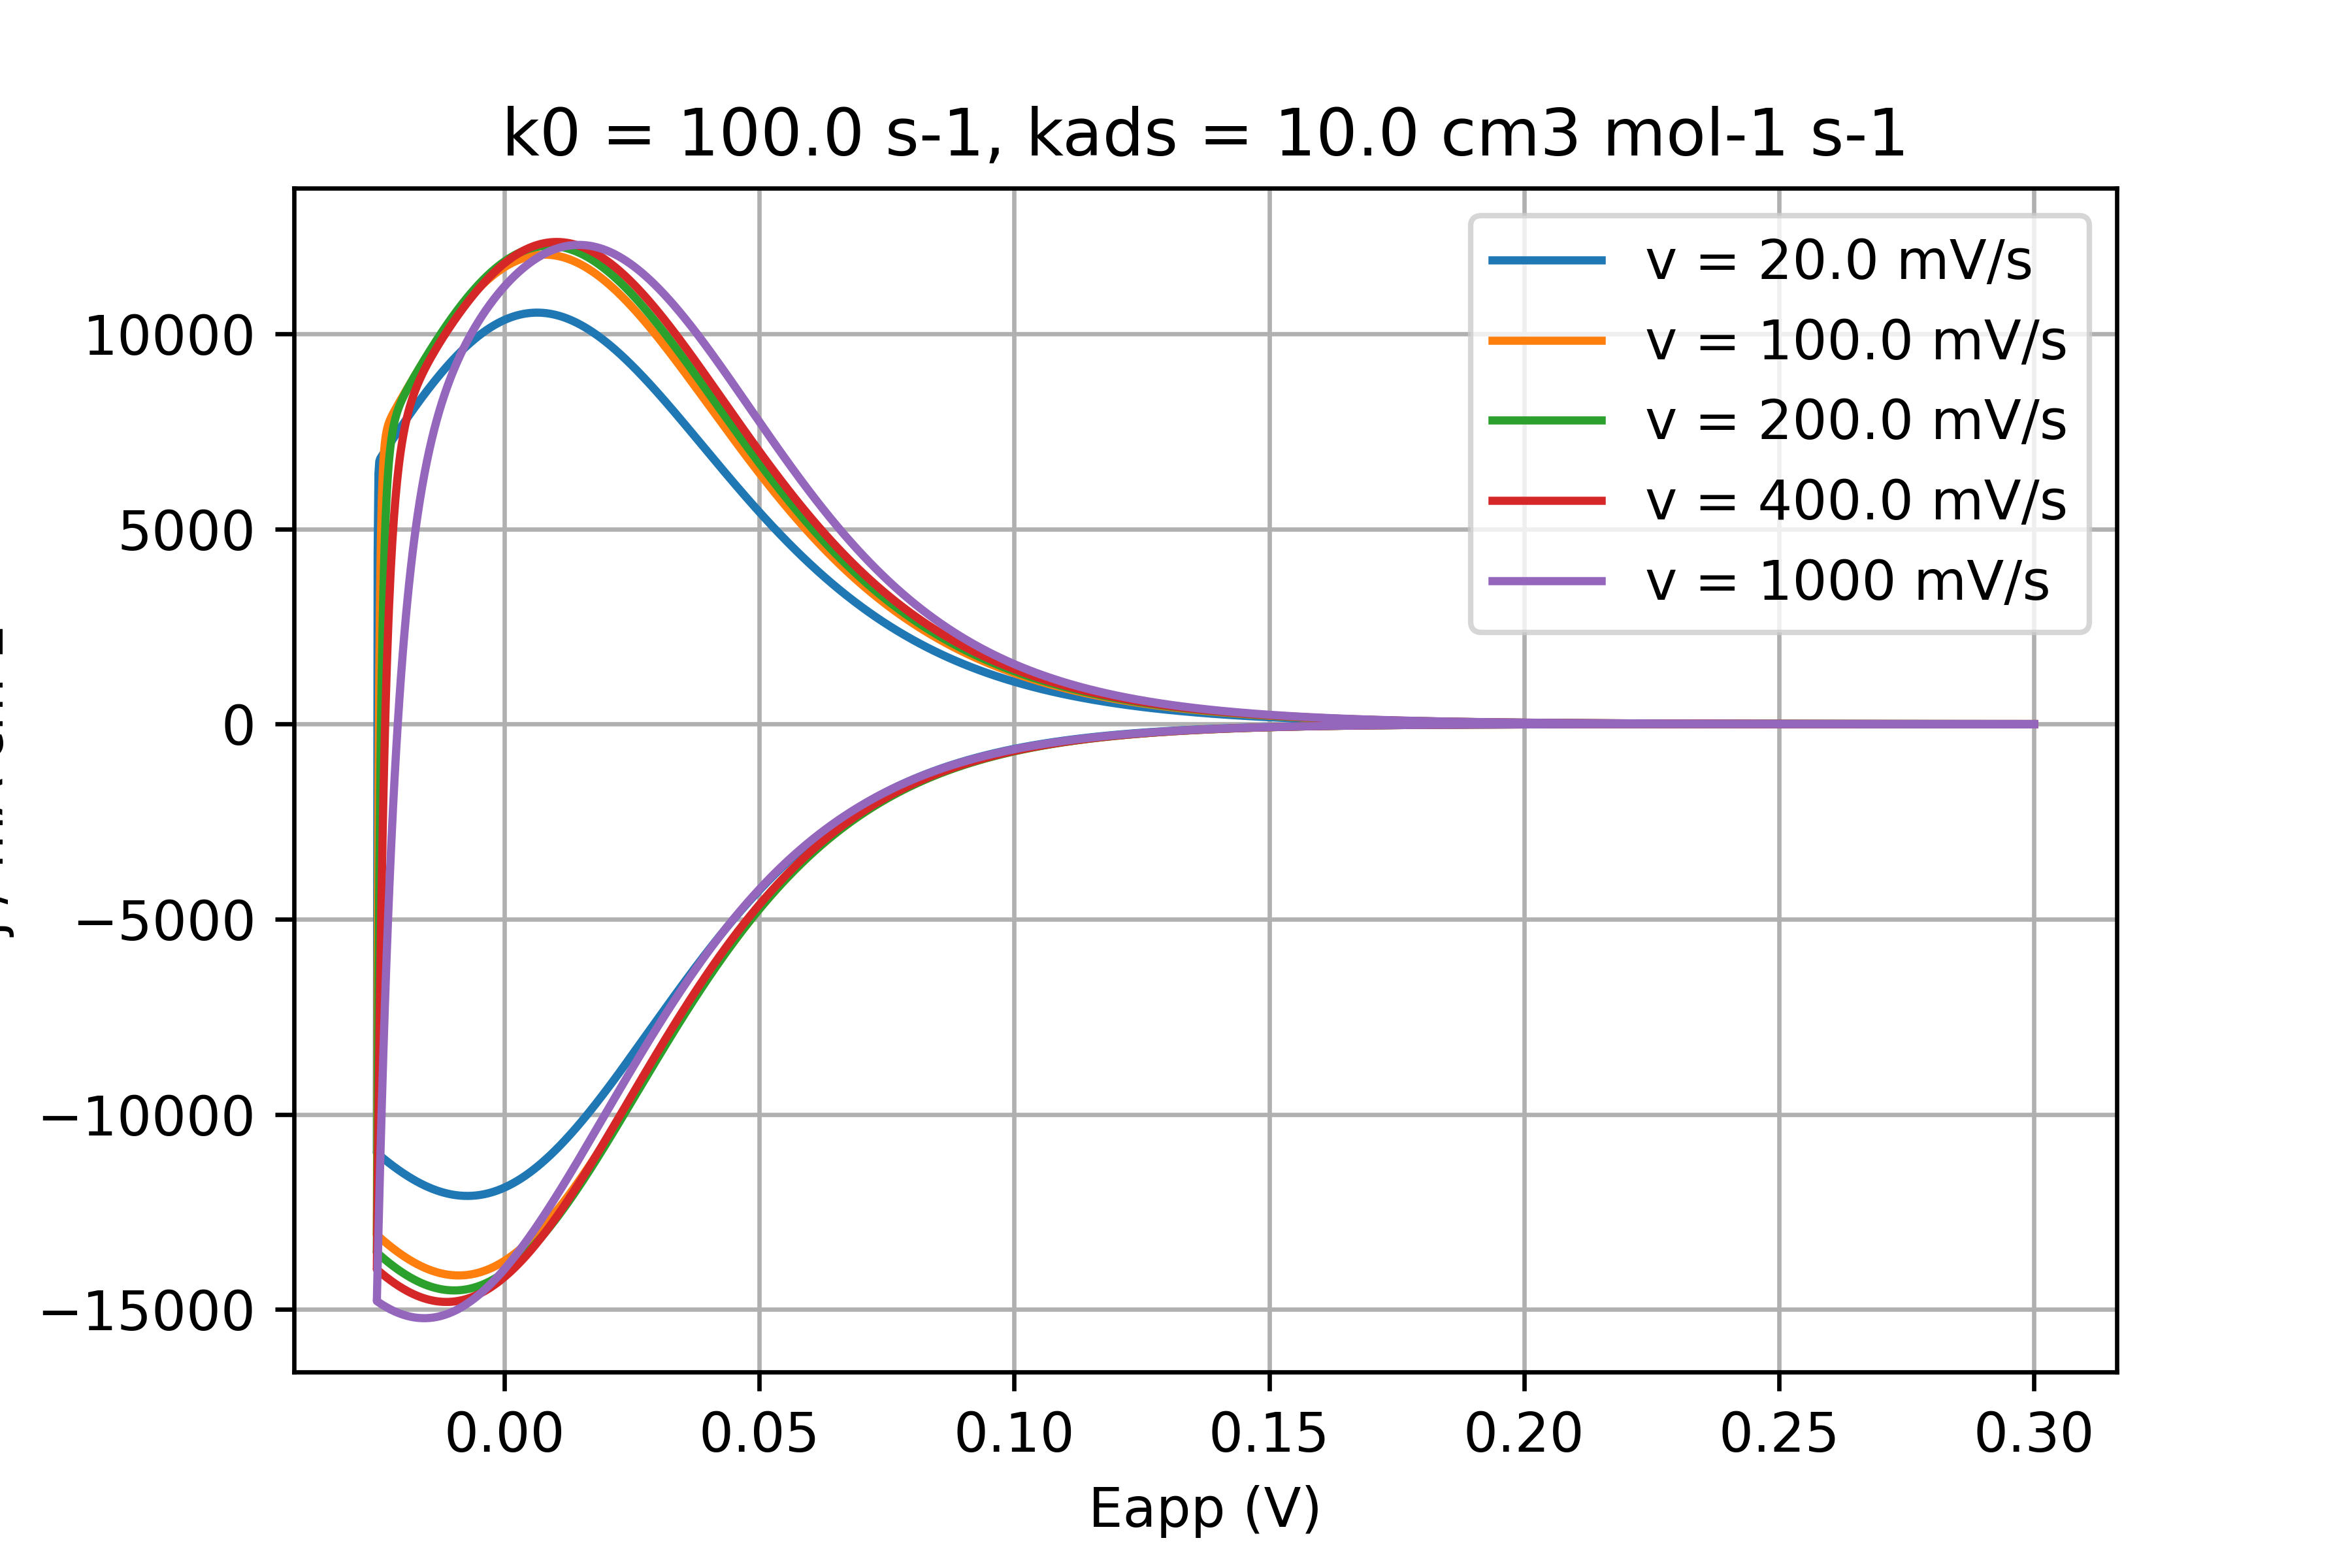 k0 = 100.0 s-1, kads = 10.0 cm3 mol-1 s-1
v = 20.0 mV/s
v = 100.0 mV/s
v = 200.0 mV/s
v = 400.0 mV/s
v = 1000 mV/s
10000
5000
0
−5000
−10000
−15000
0.00 0.05 0.10 0.15 0.20 0.25 0.30
Eapp (V)